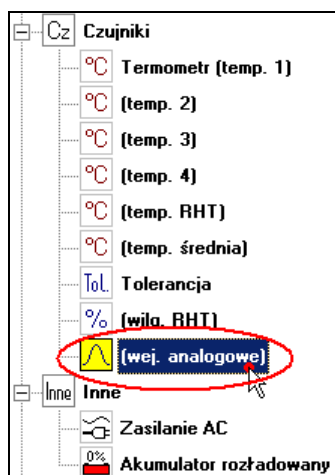 Cz Czujniki
°C Termometr (temp. 1)
°C (temp. 2)
°C (temp. 3)
°C (temp. 4)
°C (temp. RHT)
°C (temp. średnia)
Tol. Tolerancja
% (wilg. RHT)
(wej. analogowe)
Inne Inne
Zasilanie AC
0% Akumulator rozładowany